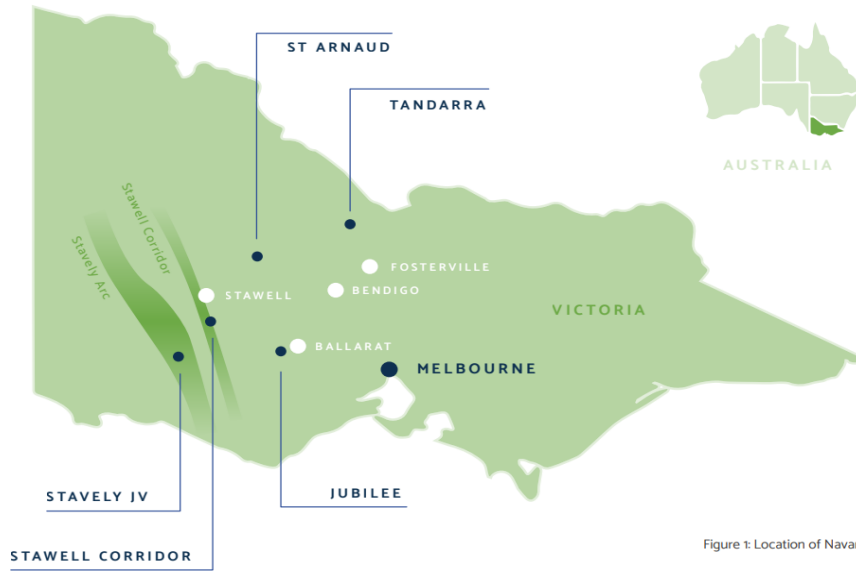 ST ARNAUD
TANDARRA
AUSTRALIA
Stawell Corridor
Stavely Arc
FOSTERVILLE
STAWELL
BENDIGO
VICTORIA
BALLARAT
MELBOURNE
STAVELY JV
JUBILEE
STAWELL CORRIDOR
Figure 1: Location of